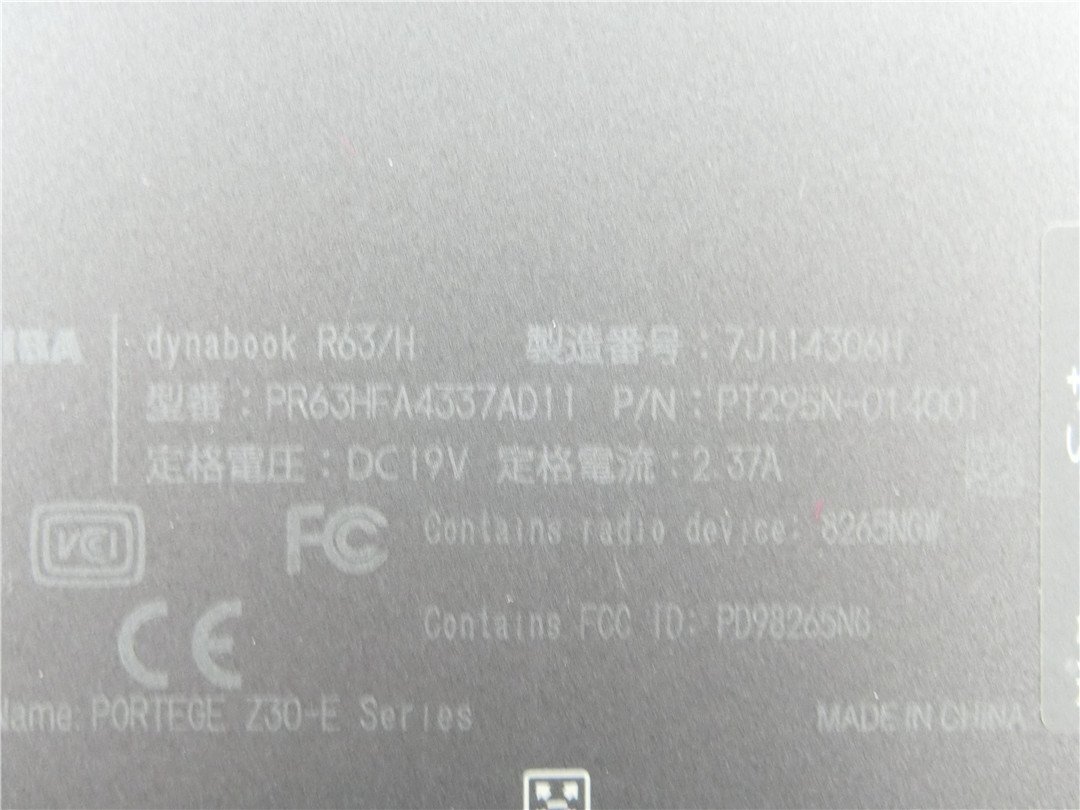 dynabook R63/H 製造番号：7J114306H
型番：PR63HFA4337AD11 P/N：PT295N-014001
定格電圧：DC19V 定格電流：2.37A
VCI FC Contains radio device: 8265NGW
CE Contains FCC ID: PD98265NG
Name:PORTEGE Z30-E Series MADE IN CHINA